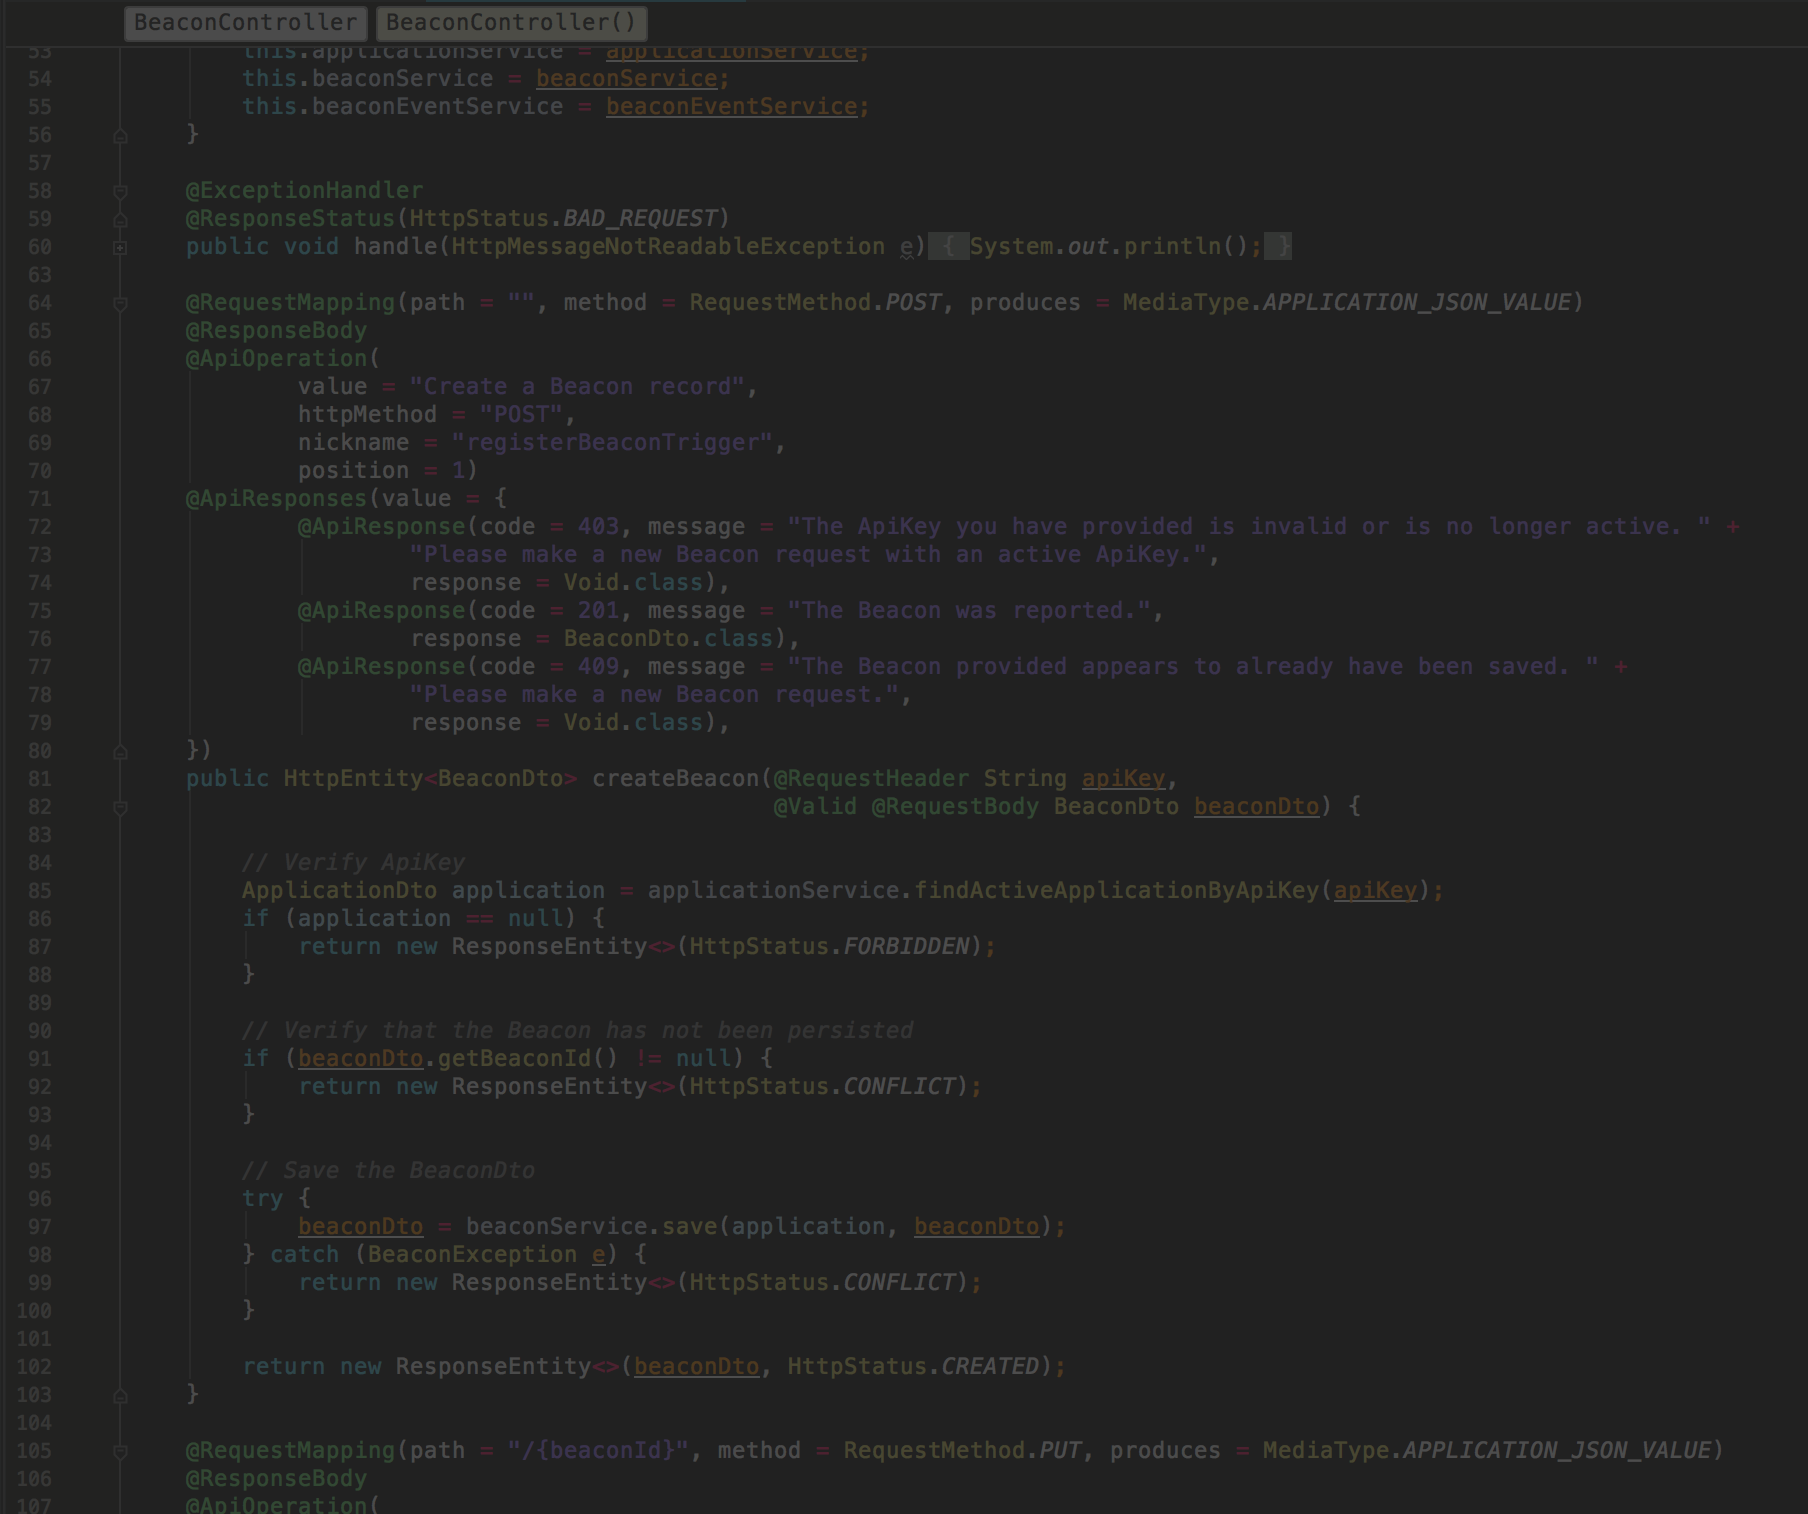 BeaconController BeaconController()
53 this.applicationService = applicationService;
54 this.beaconService = beaconService;
55 this.beaconEventService = beaconEventService;
56 }
57
58 @ExceptionHandler
59 @ResponseStatus(HttpStatus.BAD_REQUEST)
60 public void handle(HttpMessageNotReadableException e) { System.out.println(); }
63
64 @RequestMapping(path = "", method = RequestMethod.POST, produces = MediaType.APPLICATION_JSON_VALUE)
65 @ResponseBody
66 @ApiOperation(
67 value = "Create a Beacon record",
68 httpMethod = "POST",
69 nickname = "registerBeaconTrigger",
70 position = 1)
71 @ApiResponses(value = {
72 @ApiResponse(code = 403, message = "The ApiKey you have provided is invalid or is no longer active. " +
73 "Please make a new Beacon request with an active ApiKey.",
74 response = Void.class),
75 @ApiResponse(code = 201, message = "The Beacon was reported.",
76 response = BeaconDto.class),
77 @ApiResponse(code = 409, message = "The Beacon provided appears to already have been saved. " +
78 "Please make a new Beacon request.",
79 response = Void.class),
80 })
81 public HttpEntity<BeaconDto> createBeacon(@RequestHeader String apiKey,
82 @Valid @RequestBody BeaconDto beaconDto) {
83
84 // Verify ApiKey
85 ApplicationDto application = applicationService.findActiveApplicationByApiKey(apiKey);
86 if (application == null) {
87 return new ResponseEntity<>(HttpStatus.FORBIDDEN);
88 }
89
90 // Verify that the Beacon has not been persisted
91 if (beaconDto.getBeaconId() != null) {
92 return new ResponseEntity<>(HttpStatus.CONFLICT);
93 }
94
95 // Save the BeaconDto
96 try {
97 beaconDto = beaconService.save(application, beaconDto);
98 } catch (BeaconException e) {
99 return new ResponseEntity<>(HttpStatus.CONFLICT);
100 }
101
102 return new ResponseEntity<>(beaconDto, HttpStatus.CREATED);
103 }
104
105 @RequestMapping(path = "/{beaconId}", method = RequestMethod.PUT, produces = MediaType.APPLICATION_JSON_VALUE)
106 @ResponseBody
107 @ApiOperation(